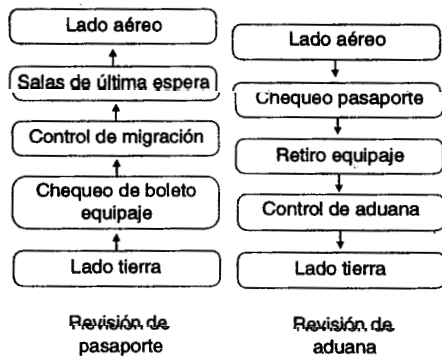 Lado aéreo
Salas de última espera
Control de migración
Chequeo de boleto
equipaje
Lado tierra
Revisión de
pasaporte
Lado aéreo
Chequeo pasaporte
Retiro equipaje
Control de aduana
Lado tierra
Revisión de
aduana